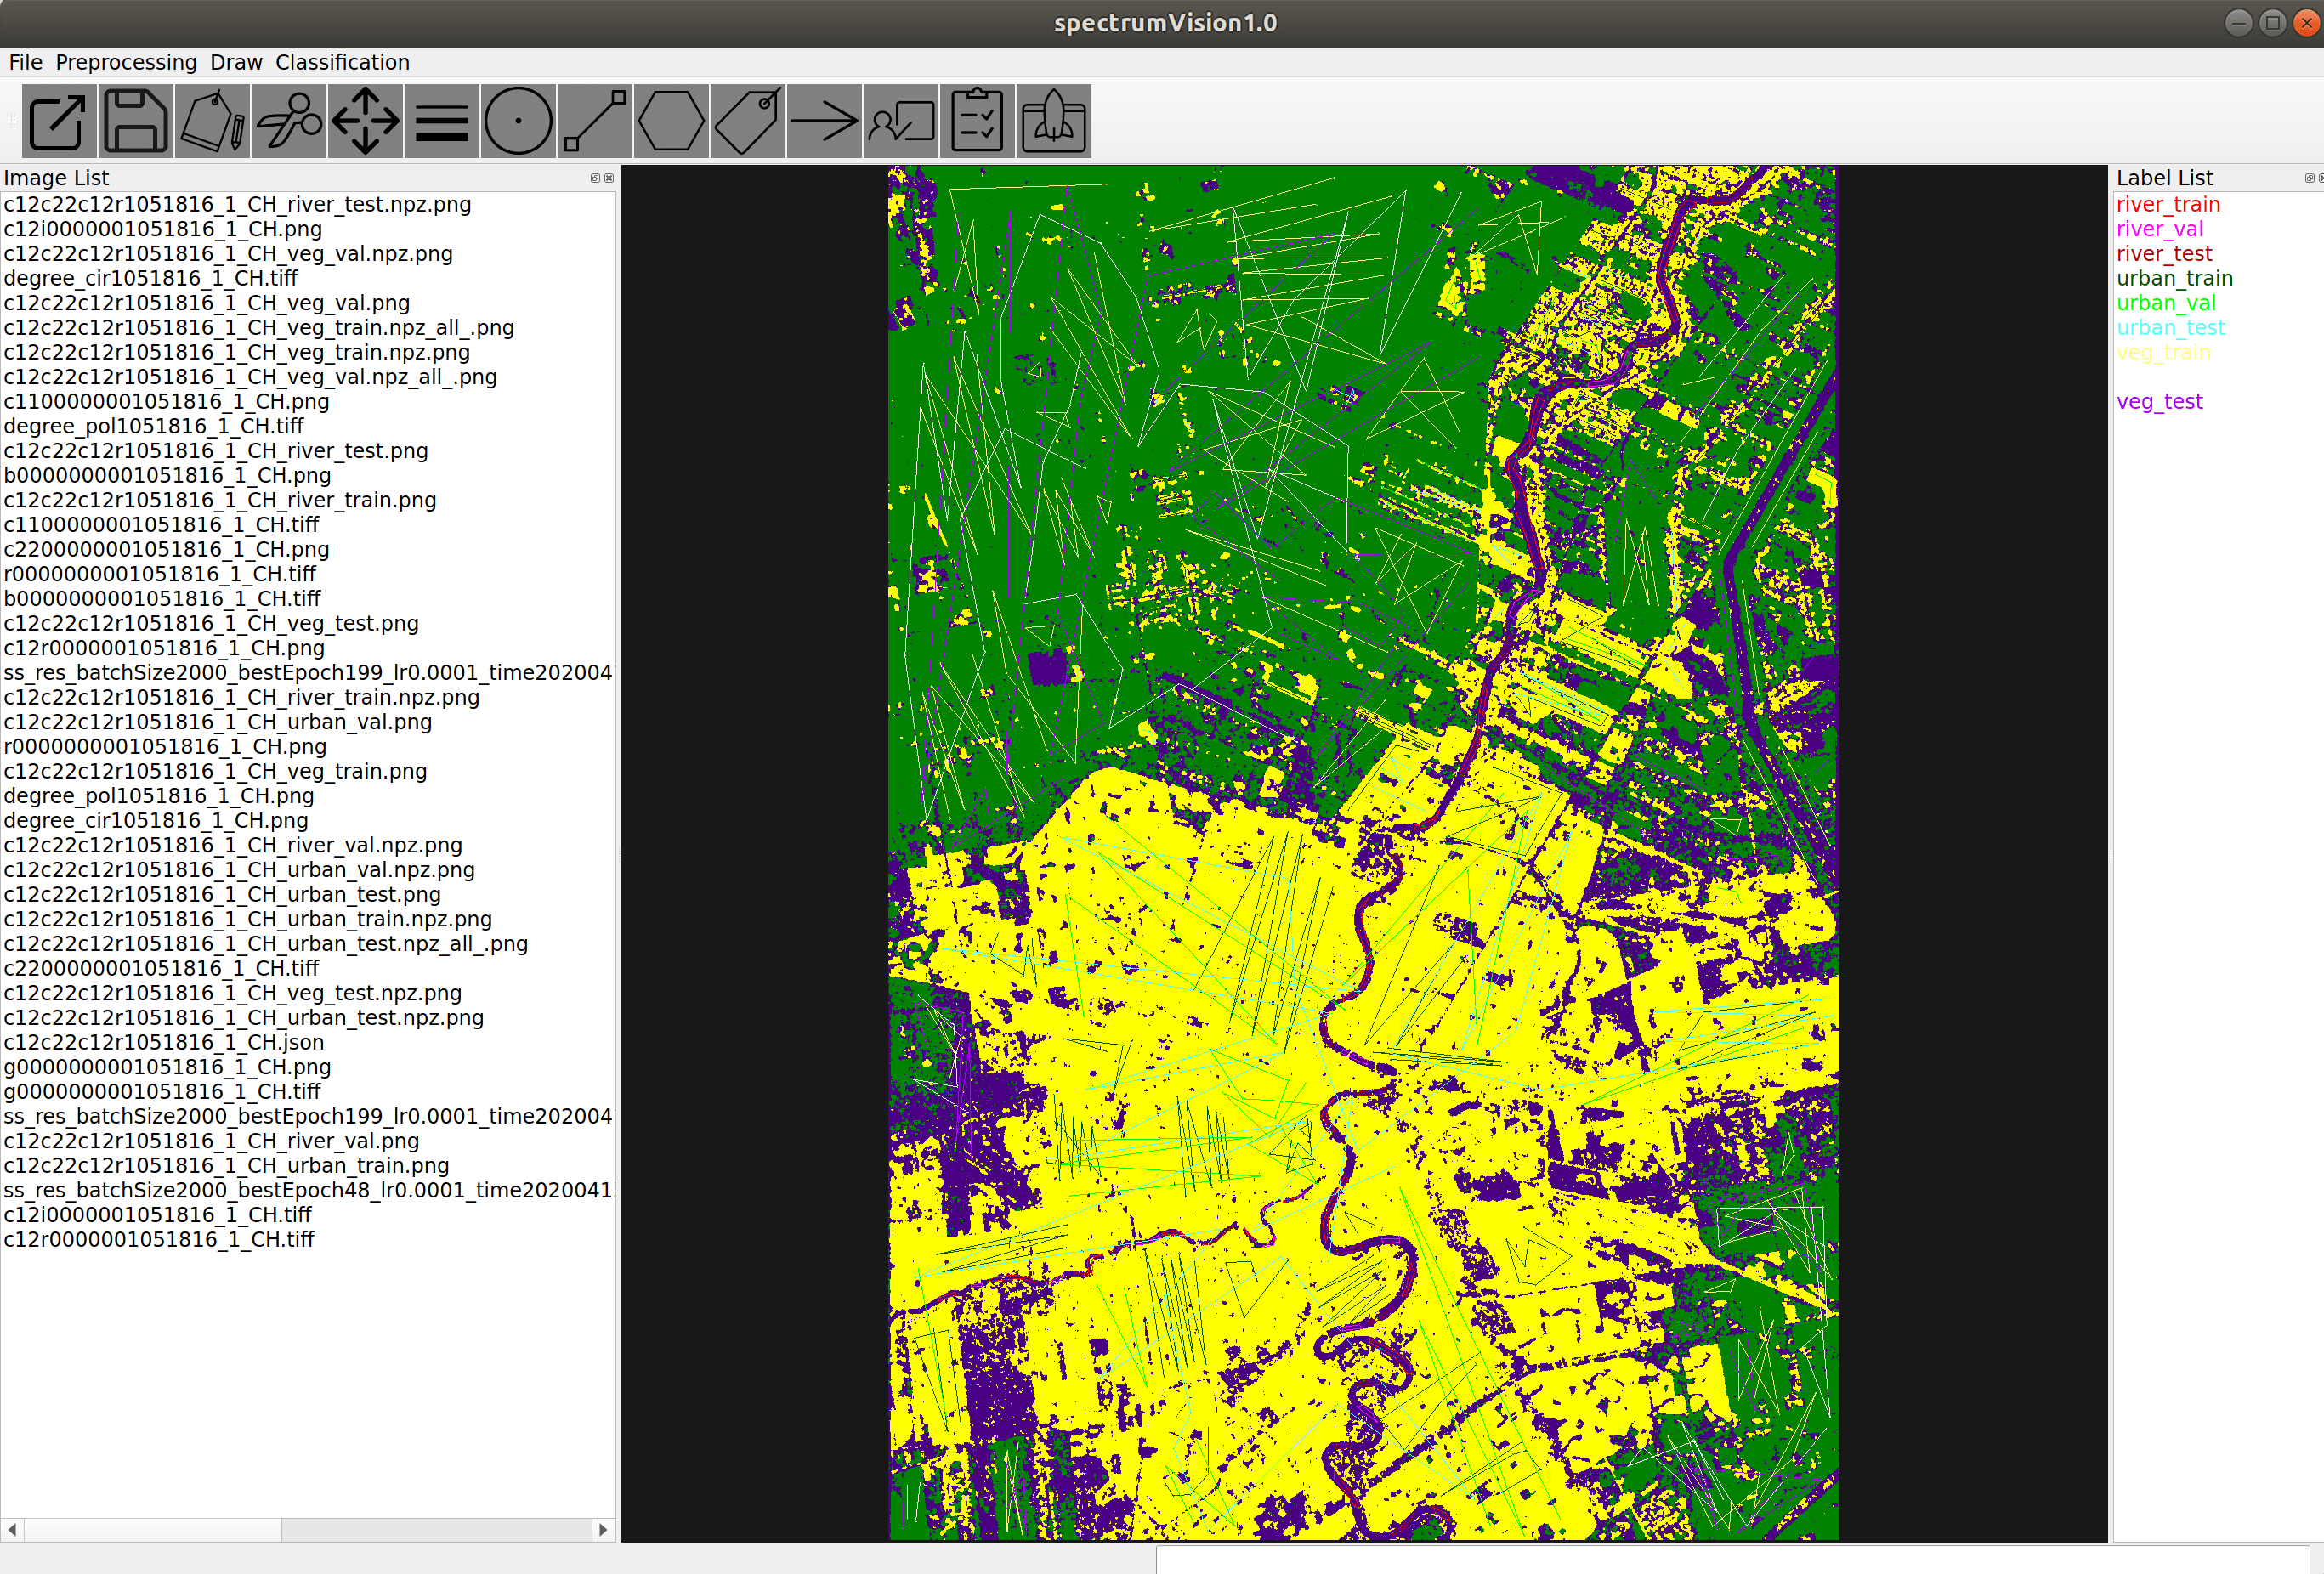 spectrumVision1.0
File Preprocessing Draw Classification
Image List
c12c22c12r1051816_1_CH_river_test.npz.png
c12i0000001051816_1_CH.png
c12c22c12r1051816_1_CH_veg_val.npz.png
degree_cir1051816_1_CH.tiff
c12c22c12r1051816_1_CH_veg_val.png
c12c22c12r1051816_1_CH_veg_train.npz_all_.png
c12c22c12r1051816_1_CH_veg_train.npz.png
c12c22c12r1051816_1_CH_veg_val.npz_all_.png
c1100000001051816_1_CH.png
degree_pol1051816_1_CH.tiff
c12c22c12r1051816_1_CH_river_test.png
b0000000001051816_1_CH.png
c12c22c12r1051816_1_CH_river_train.png
c1100000001051816_1_CH.tiff
c2200000001051816_1_CH.png
r0000000001051816_1_CH.tiff
b0000000001051816_1_CH.tiff
c12c22c12r1051816_1_CH_veg_test.png
c12r0000001051816_1_CH.png
ss_res_batchSize2000_bestEpoch199_lr0.0001_time202004
c12c22c12r1051816_1_CH_river_train.npz.png
c12c22c12r1051816_1_CH_urban_val.png
r0000000001051816_1_CH.png
c12c22c12r1051816_1_CH_veg_train.png
degree_pol1051816_1_CH.png
degree_cir1051816_1_CH.png
c12c22c12r1051816_1_CH_river_val.npz.png
c12c22c12r1051816_1_CH_urban_val.npz.png
c12c22c12r1051816_1_CH_urban_test.png
c12c22c12r1051816_1_CH_urban_train.npz.png
c12c22c12r1051816_1_CH_urban_test.npz_all_.png
c2200000001051816_1_CH.tiff
c12c22c12r1051816_1_CH_veg_test.npz.png
c12c22c12r1051816_1_CH_urban_test.npz.png
c12c22c12r1051816_1_CH.json
g0000000001051816_1_CH.png
g0000000001051816_1_CH.tiff
ss_res_batchSize2000_bestEpoch199_lr0.0001_time202004
c12c22c12r1051816_1_CH_river_val.png
c12c22c12r1051816_1_CH_urban_train.png
ss_res_batchSize2000_bestEpoch48_lr0.0001_time2020041
c12i0000001051816_1_CH.tiff
c12r0000001051816_1_CH.tiff
Label List
river_train
river_val
river_test
urban_train
urban_val
urban_test
veg_train
veg_test